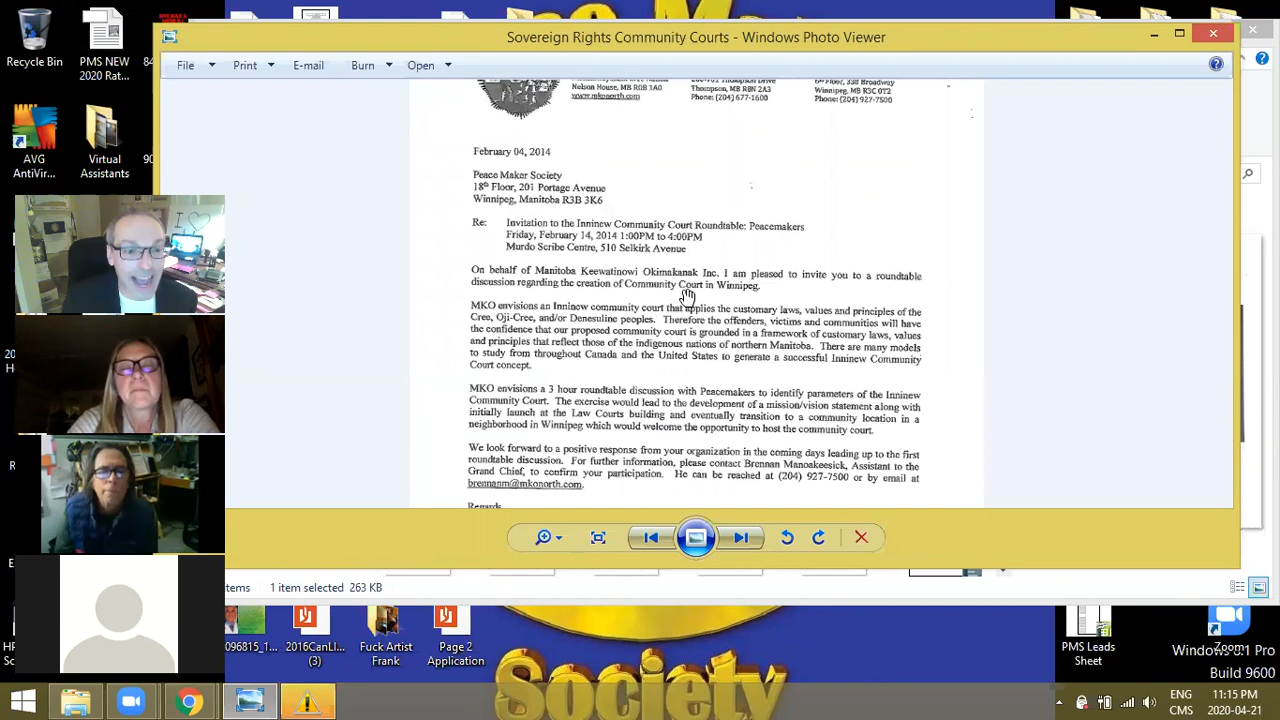 Sovereign Rights Community Courts - Windows Photo Viewer
File Print E-mail Burn Open
Recycle Bin
PMS NEW 2020 Rat...
AVG AntiVir...
Virtual Assistants
Nelson House, MB R0B 1A0
www.mkonorth.com
Thompson, MB R8N 2A3
Phone: (204) 677-1600
Winnipeg, MB R3C 0T2
Phone: (204) 927-7500
February 04, 2014
Peace Maker Society
18th Floor, 201 Portage Avenue
Winnipeg, Manitoba R3B 3K6
Re: Invitation to the Inninew Community Court Roundtable: Peacemakers
Friday, February 14, 2014 1:00PM to 4:00PM
Murdo Scribe Centre, 510 Selkirk Avenue
On behalf of Manitoba Keewatinowi Okimakanak Inc. I am pleased to invite you to a roundtable
discussion regarding the creation of Community Court in Winnipeg.
MKO envisions an Inninew community court that applies the customary laws, values and principles of the
Cree, Oji-Cree, and/or Denesuline peoples. Therefore the offenders, victims and communities will have
the confidence that our proposed community court is grounded in a framework of customary laws, values
and principles that reflect those of the indigenous nations of northern Manitoba. There are many models
to study from throughout Canada and the United States to generate a successful Inninew Community
Court concept.
MKO envisions a 3 hour roundtable discussion with Peacemakers to identify parameters of the Inninew
Community Court. The exercise would lead to the development of a mission/vision statement along with
initially launch at the Law Courts building and eventually transition to a community location in a
neighborhood in Winnipeg which would welcome the opportunity to host the community court.
We look forward to a positive response from your organization in the coming days leading up to the first
roundtable discussion. For further information, please contact Brennan Manoakeesick, Assistant to the
Grand Chief, to confirm your participation. He can be reached at (204) 927-7500 or by email at
brennanm@mkonorth.com.
Regards
I
1 item selected 263 KB
096815_1...
2016CanLI... (3)
Fuck Artist Frank
Page 2 Application
PMS Leads Sheet
Zoom
Windows 8.1 Pro
Build 9600
Society
ENG
11:15 PM
2020-04-21